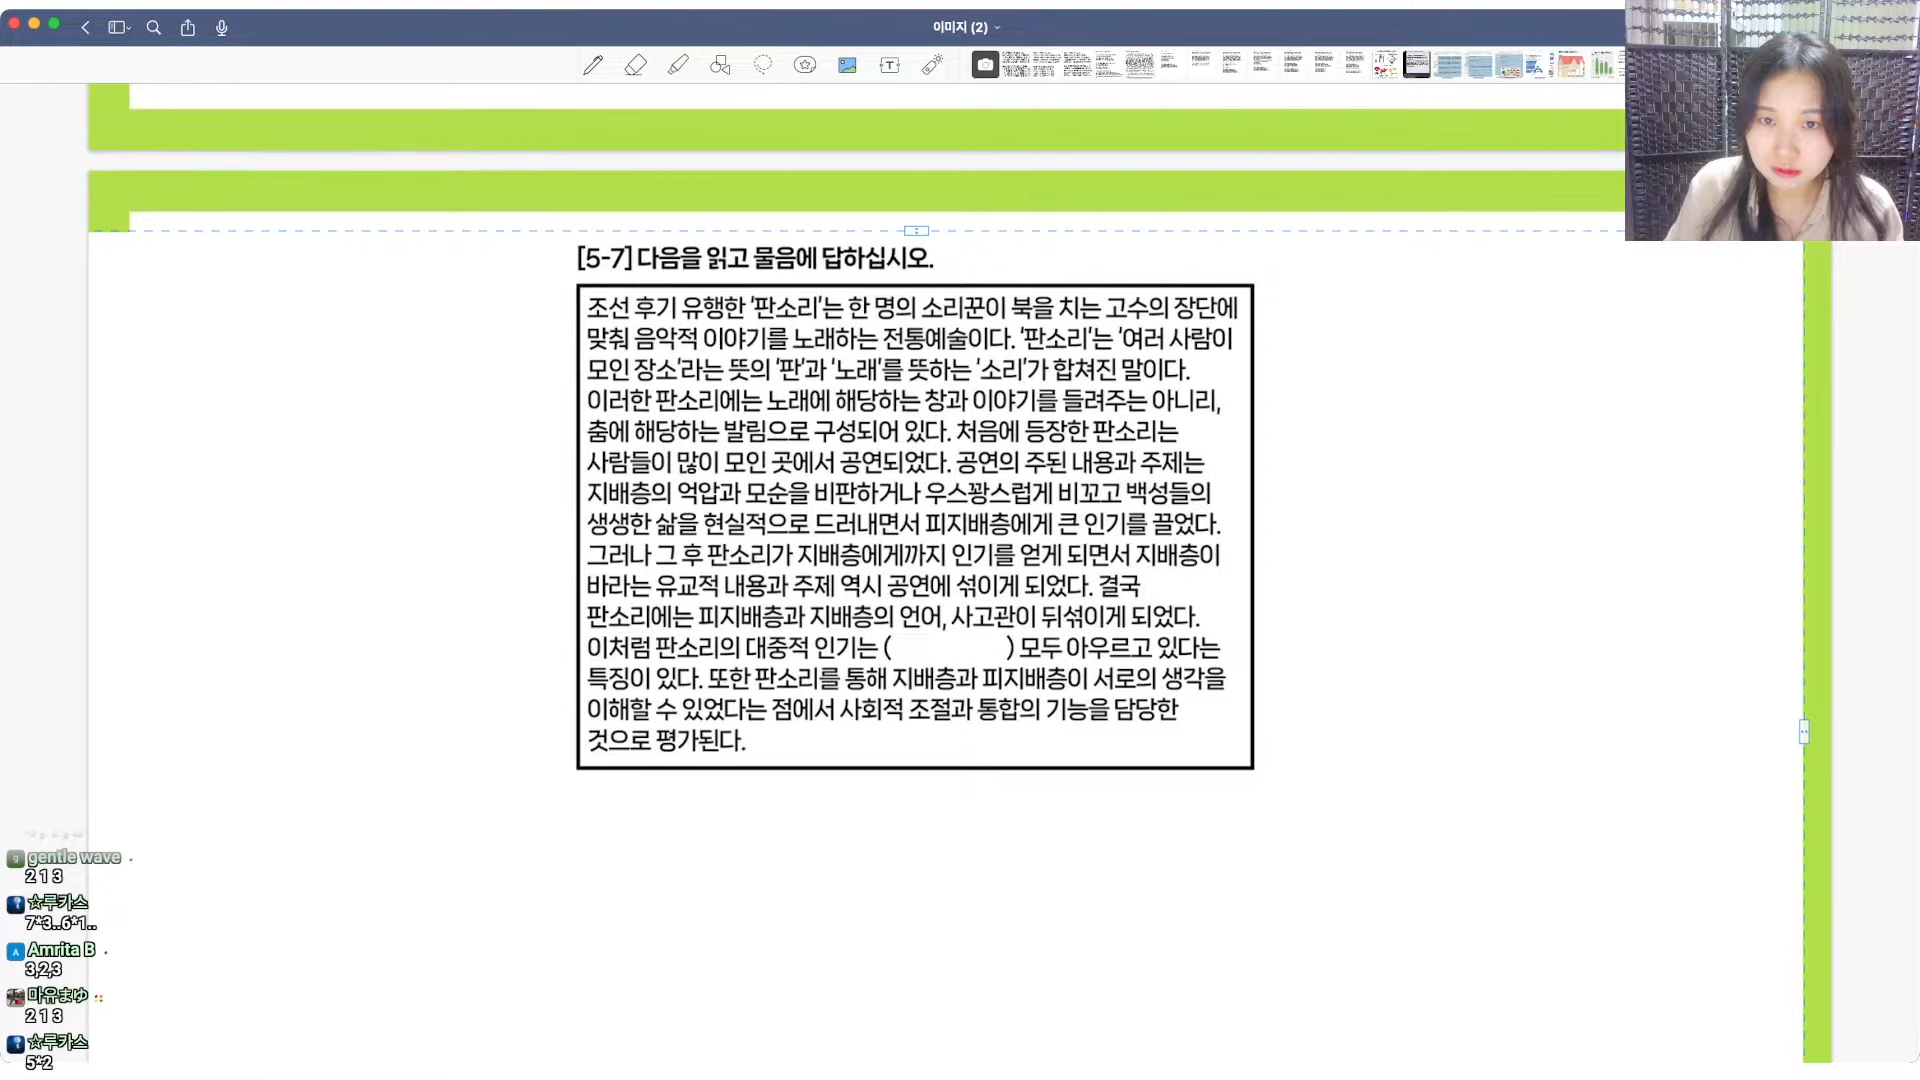 이미지 (2)
[5-7] 다음을 읽고 물음에 답하십시오.
조선 후기 유행한 '판소리'는 한 명의 소리꾼이 북을 치는 고수의 장단에
맞춰 음악적 이야기를 노래하는 전통예술이다. '판소리'는 '여러 사람이
모인 장소'라는 뜻의 '판'과 '노래'를 뜻하는 '소리'가 합쳐진 말이다.
이러한 판소리에는 노래에 해당하는 창과 이야기를 들려주는 아니리,
춤에 해당하는 발림으로 구성되어 있다. 처음에 등장한 판소리는
사람들이 많이 모인 곳에서 공연되었다. 공연의 주된 내용과 주제는
지배층의 억압과 모순을 비판하거나 우스꽝스럽게 비꼬고 백성들의
생생한 삶을 현실적으로 드러내면서 피지배층에게 큰 인기를 끌었다.
그러나 그 후 판소리가 지배층에게까지 인기를 얻게 되면서 지배층이
바라는 유교적 내용과 주제 역시 공연에 섞이게 되었다. 결국
판소리에는 피지배층과 지배층의 언어, 사고관이 뒤섞이게 되었다.
이처럼 판소리의 대중적 인기는 (          ) 모두 아우르고 있다는
특징이 있다. 또한 판소리를 통해 지배층과 피지배층이 서로의 생각을
이해할 수 있었다는 점에서 사회적 조절과 통합의 기능을 담당한
것으로 평가된다.
gentle wave
2 1 3
☆루카스
7*3..6*1..
Amrita B
3,2,3
마유まゆ
2 1 3
☆루카스
5*2